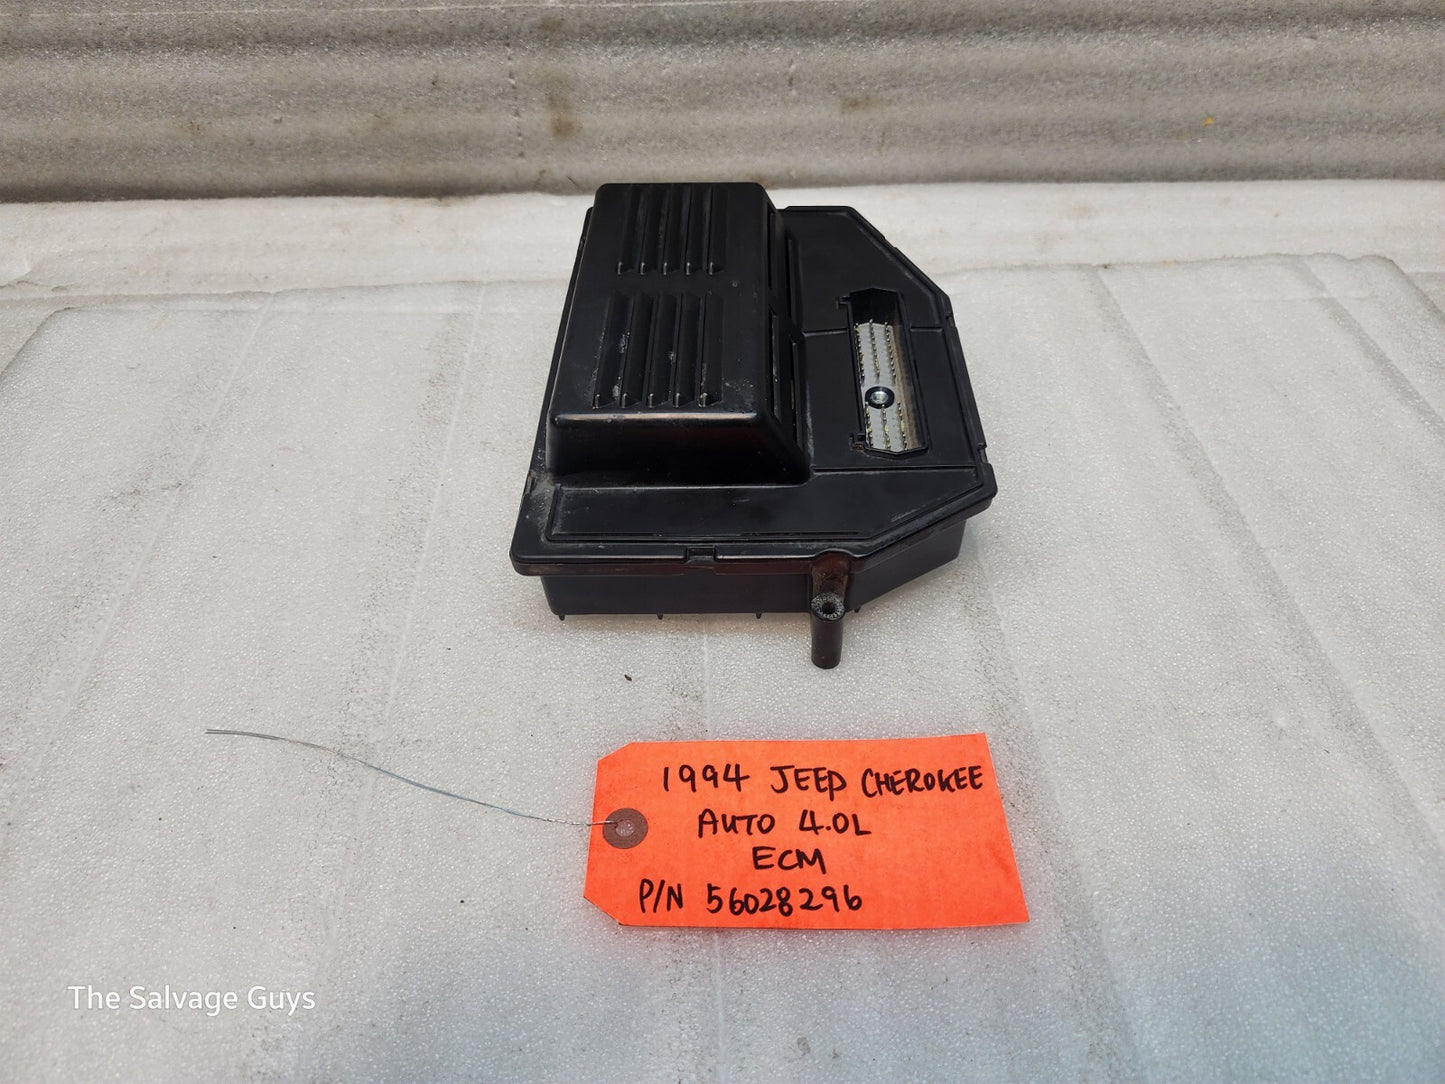 1994 JEEP CHEROKEE
AUTO 4.0L
ECM
P/N 56028296
The Salvage Guys